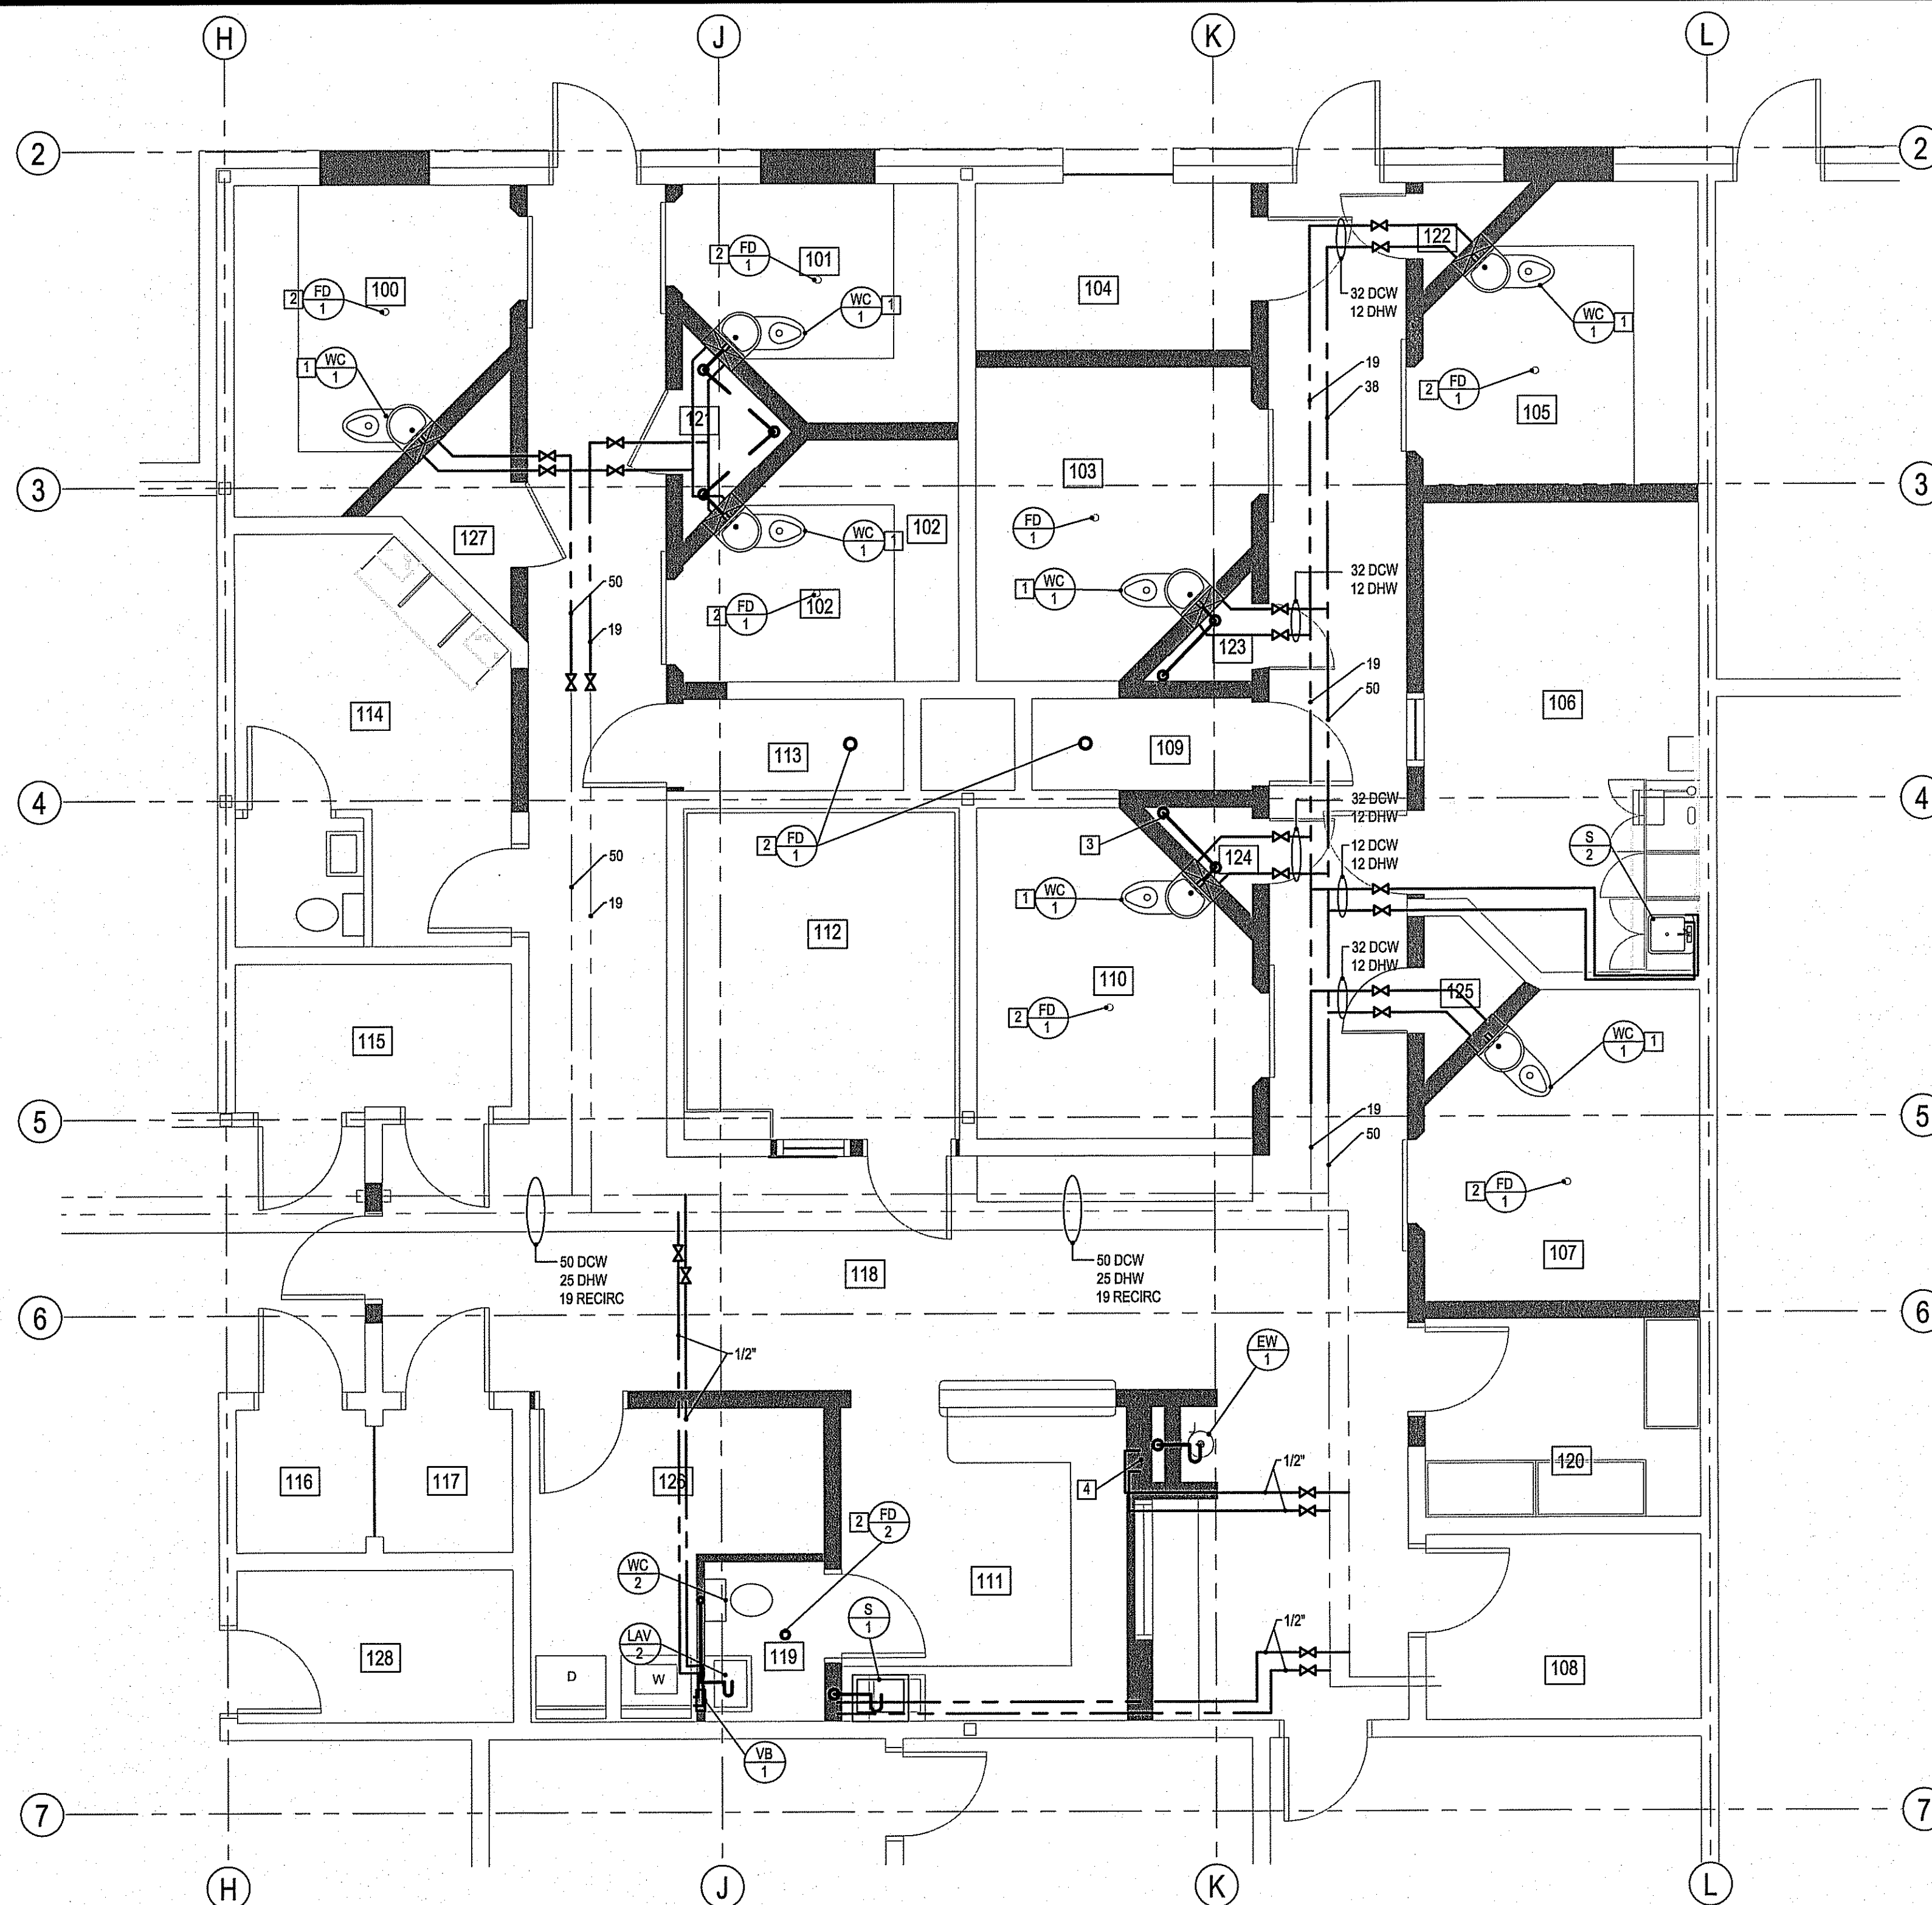 H
J
K
L
2
2
FD
1
2
100
WC
1
1
FD
1
2
101
WC
1
1
104
122
32 DCW
12 DHW
WC
1
1
19
38
FD
1
2
105
121
3
3
127
WC
1
1
102
103
FD
1
50
19
FD
1
2
102
WC
1
1
32 DCW
12 DHW
123
19
50
114
113
109
106
4
4
FD
1
2
3
124
32 DCW
12 DHW
12 DCW
12 DHW
S
2
50
19
112
WC
1
1
110
FD
1
2
32 DCW
12 DHW
125
WC
1
1
115
5
5
19
50
FD
1
2
107
50 DCW
25 DHW
19 RECIRC
118
50 DCW
25 DHW
19 RECIRC
6
6
1/2"
EW
1
116
117
126
4
1/2"
120
FD
2
2
WC
2
111
S
1
LAV
2
119
1/2"
128
D
W
108
VB
1
7
7
H
J
K
L